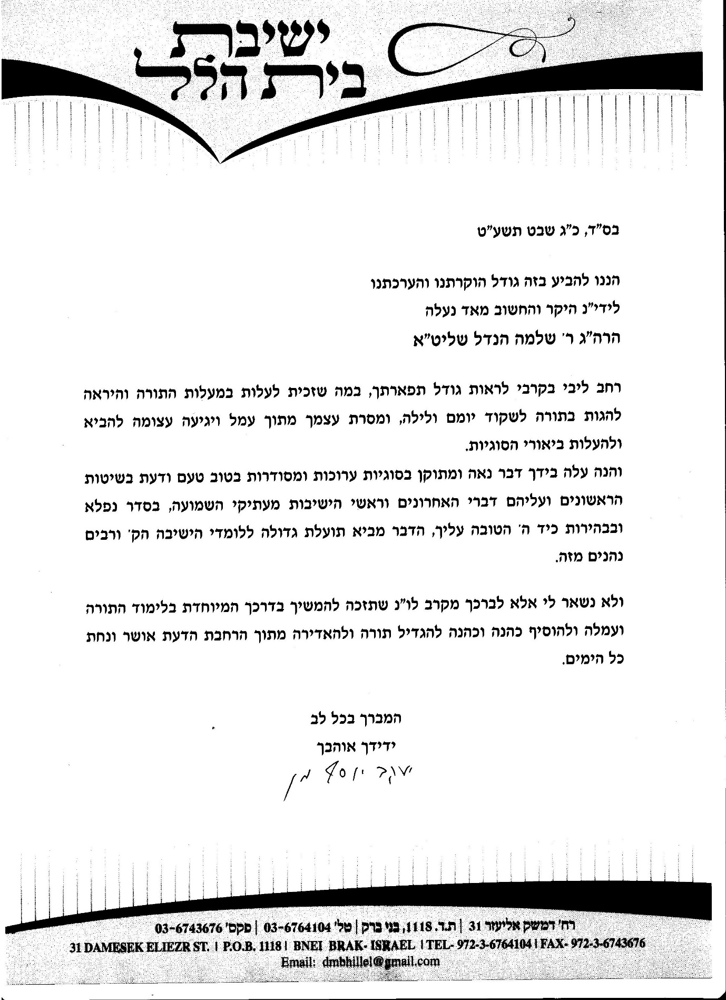 ישיבת
בית הלל
בס"ד, כ"ג שבט תשע"ט
הננו להביע בזה גודל הוקרתנו והערכתנו
לידי"נ היקר והחשוב מאד נעלה
הרה"ג ר' שלמה הנדל שליט"א
רחב ליבי בקרבי לראות גודל תפארתך, במה שזכית לעלות במעלות התורה והיראה
להגות בתורה לשקוד יומם ולילה, ומסרת עצמך מתוך עמל ויגיעה עצומה להביא
ולהעלות ביאורי הסוגיות.
והנה עלה בידך דבר נאה ומתוקן בסוגיות ערוכות ומסודרות בטוב טעם ודעת בשיטות
הראשונים ועליהם דברי האחרונים וראשי הישיבות מעתיקי השמועה, בסדר נפלא
ובבהירות כיד ה' הטובה עליך, הדבר מביא תועלת גדולה ללומדי הישיבה הק' ורבים
נהנים מזה.
ולא נשאר לי אלא לברכך מקרב לו"נ שתזכה להמשיך בדרכך המיוחדת בלימוד התורה
ועמלה ולהוסיף כהנה וכהנה להגדיל תורה ולהאדירה מתוך הרחבת הדעת אושר ונחת
כל הימים.
המברך בכל לב
ידידך אוהבך
יעקב יוסף מן
רח' דמשק אליעזר 31 | ת.ד. 1118, בני ברק | טל' 03-6764104 | פקס' 03-6743676
31 DAMESEK ELIEZR ST. | P.O.B. 1118 | BNEI BRAK- ISRAEL | TEL- 972-3-6764104 | FAX- 972-3-6743676
Email: dmbhillel@gmail.com